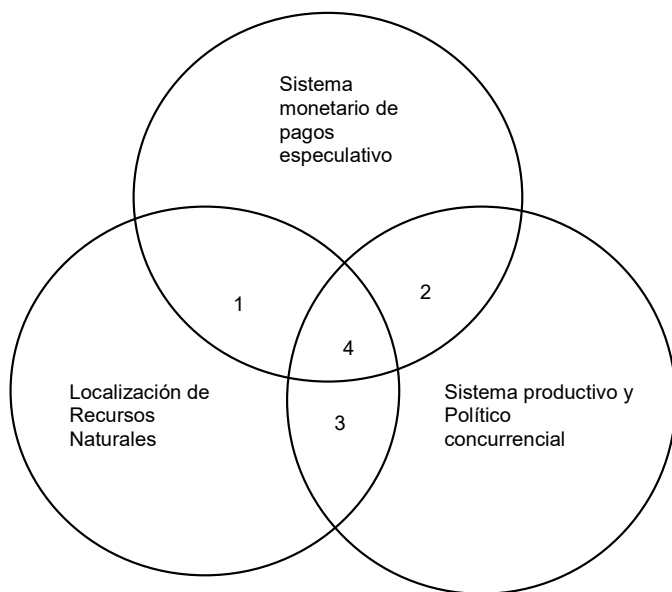 Sistema
monetario de
pagos
especulativo
1
2
4
Localización de
Recursos
Naturales
3
Sistema productivo y
Político
concurrencial